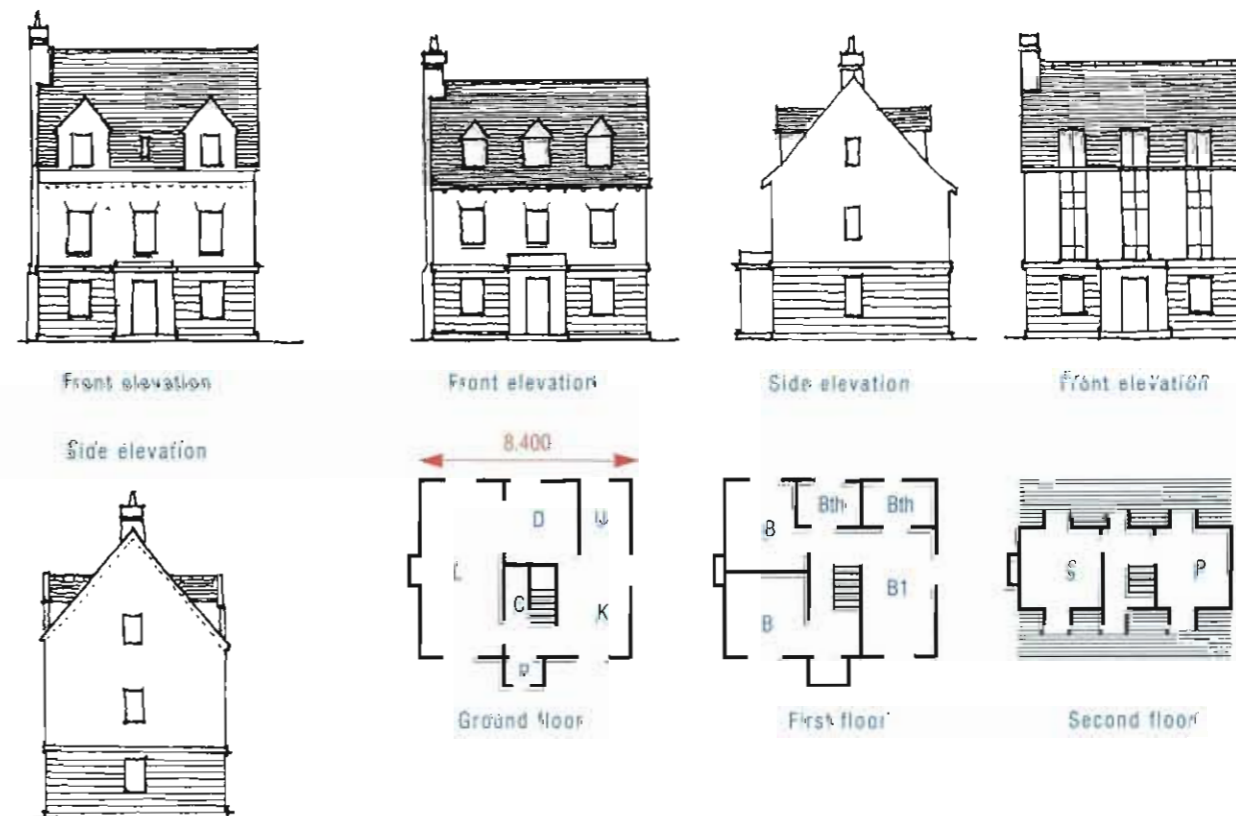 Front elevation
Front elevation
Side elevation
Front elevation
Side elevation
8.400
D
U
L
C
K
P
Ground floor
Bth
Bth
B
B1
B
First floor
S
P
Second floor